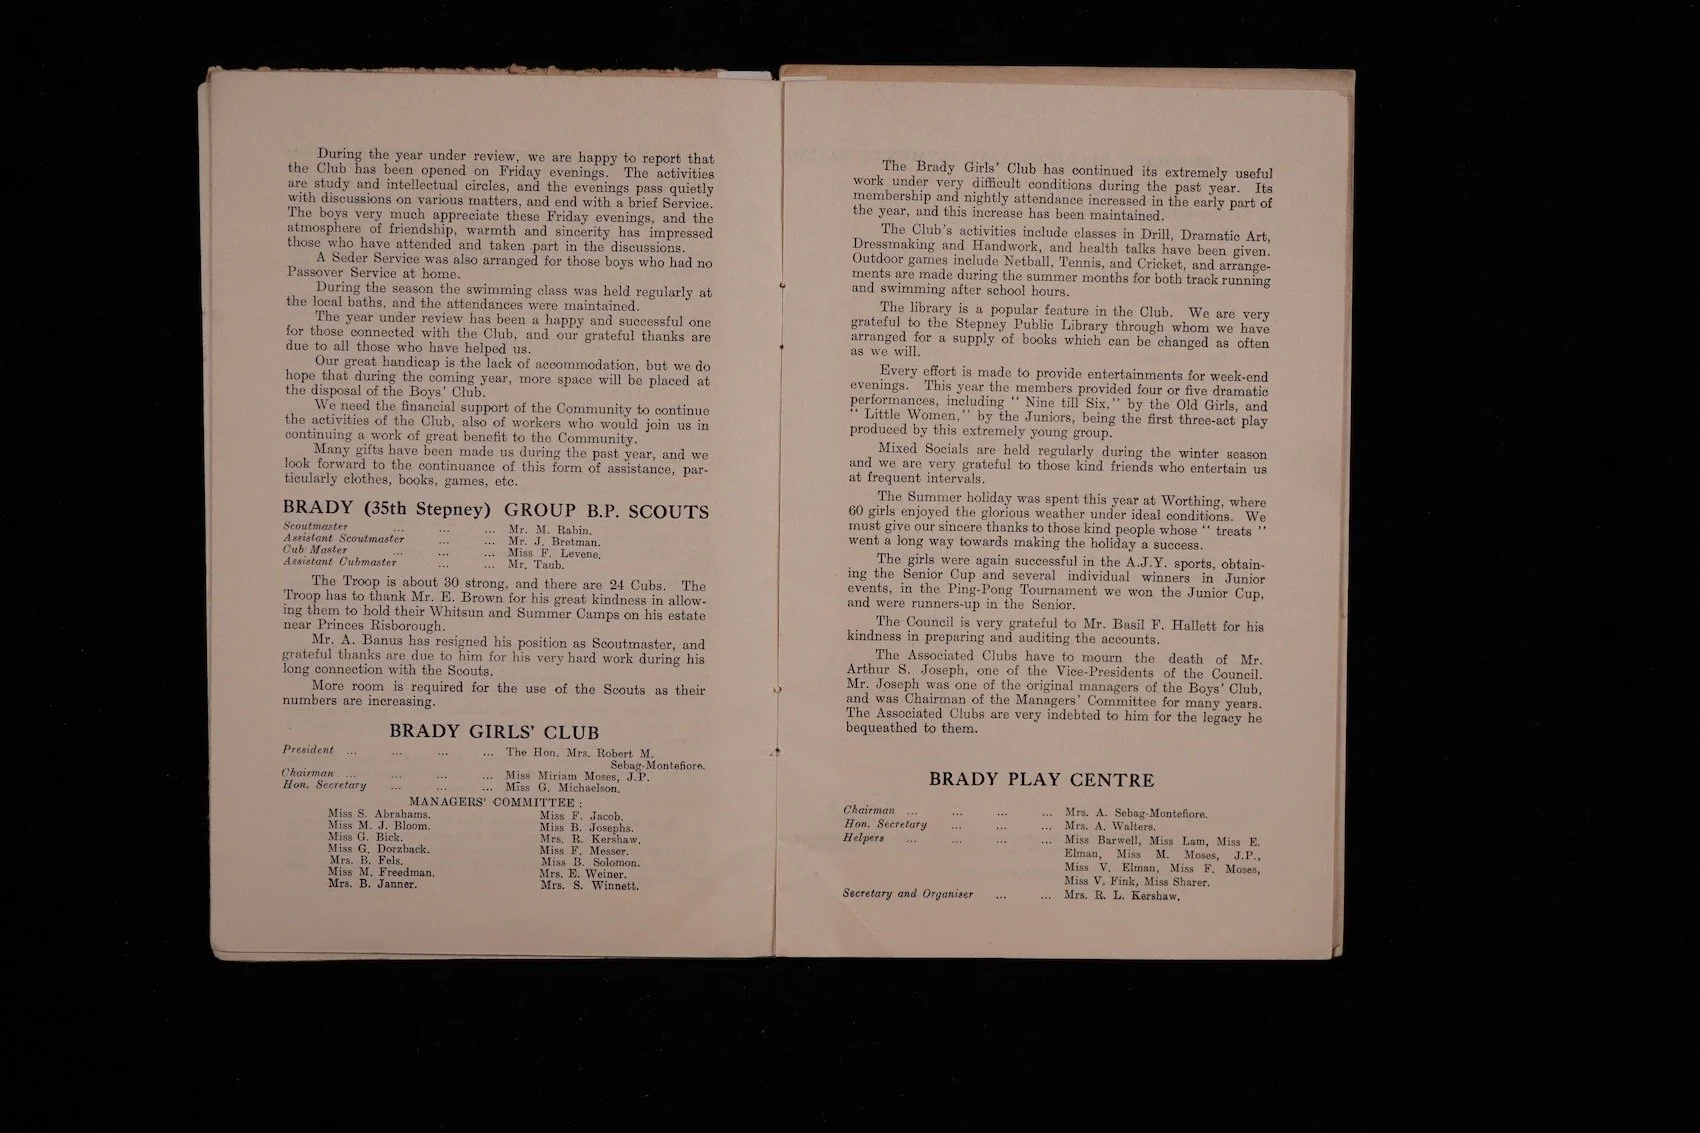 During the year under review, we are happy to report that
the Club has been opened on Friday evenings. The activities
are study and intellectual circles, and the evenings pass quietly
with discussions on various matters, and end with a brief Service.
The boys very much appreciate these Friday evenings, and the
atmosphere of friendship, warmth and sincerity has impressed
those who have attended and taken part in the discussions.
A Seder Service was also arranged for those boys who had no
Passover Service at home.
During the season the swimming class was held regularly at
the local baths, and the attendances were maintained.
The year under review has been a happy and successful one
for those connected with the Club, and our grateful thanks are
due to all those who have helped us.
Our great handicap is the lack of accommodation, but we do
hope that during the coming year, more space will be placed at
the disposal of the Boys' Club.
We need the financial support of the Community to continue
the activities of the Club, also of workers who would join us in
continuing a work of great benefit to the Community.
Many gifts have been made us during the past year, and we
look forward to the continuance of this form of assistance, par-
ticularly clothes, books, games, etc.
BRADY (35th Stepney) GROUP B.P. SCOUTS
Scoutmaster ... ... ... Mr. M. Rabin.
Assistant Scoutmaster ... ... Mr. J. Bretman.
Cub Master ... ... ... Miss F. Levene.
Assistant Cubmaster ... ... Mr. Taub.
The Troop is about 30 strong, and there are 24 Cubs. The
Troop has to thank Mr. E. Brown for his great kindness in allow-
ing them to hold their Whitsun and Summer Camps on his estate
near Princes Risborough.
Mr. A. Banus has resigned his position as Scoutmaster, and
grateful thanks are due to him for his very hard work during his
long connection with the Scouts.
More room is required for the use of the Scouts as their
numbers are increasing.
BRADY GIRLS' CLUB
President ... ... ... ... The Hon. Mrs. Robert M.
Sebag-Montefiore.
Chairman ... ... ... ... Miss Miriam Moses, J.P.
Hon. Secretary ... ... ... Miss G. Michaelson.
MANAGERS' COMMITTEE :
Miss S. Abrahams. Miss F. Jacob.
Miss M. J. Bloom. Miss B. Josephs.
Miss G. Bick. Mrs. R. Kershaw.
Miss G. Dorzback. Miss F. Messer.
Mrs. B. Fels. Miss B. Solomon.
Miss M. Freedman. Mrs. E. Weiner.
Mrs. B. Janner. Mrs. S. Winnett.
The Brady Girls' Club has continued its extremely useful
work under very difficult conditions during the past year. Its
membership and nightly attendance increased in the early part of
the year, and this increase has been maintained.
The Club's activities include classes in Drill, Dramatic Art,
Dressmaking and Handwork, and health talks have been given.
Outdoor games include Netball, Tennis, and Cricket, and arrange-
ments are made during the summer months for both track running
and swimming after school hours.
The library is a popular feature in the Club. We are very
grateful to the Stepney Public Library through whom we have
arranged for a supply of books which can be changed as often
as we will.
Every effort is made to provide entertainments for week-end
evenings. This year the members provided four or five dramatic
performances, including " Nine till Six," by the Old Girls, and
" Little Women," by the Juniors, being the first three-act play
produced by this extremely young group.
Mixed Socials are held regularly during the winter season
and we are very grateful to those kind friends who entertain us
at frequent intervals.
The Summer holiday was spent this year at Worthing, where
60 girls enjoyed the glorious weather under ideal conditions. We
must give our sincere thanks to those kind people whose " treats "
went a long way towards making the holiday a success.
The girls were again successful in the A.J.Y. sports, obtain-
ing the Senior Cup and several individual winners in Junior
events, in the Ping-Pong Tournament we won the Junior Cup,
and were runners-up in the Senior.
The Council is very grateful to Mr. Basil F. Hallett for his
kindness in preparing and auditing the accounts.
The Associated Clubs have to mourn the death of Mr.
Arthur S. Joseph, one of the Vice-Presidents of the Council.
Mr. Joseph was one of the original managers of the Boys' Club,
and was Chairman of the Managers' Committee for many years.
The Associated Clubs are very indebted to him for the legacy he
bequeathed to them.
BRADY PLAY CENTRE
Chairman ... ... ... ... Mrs. A. Sebag-Montefiore.
Hon. Secretary ... ... ... Mrs. A. Walters.
Helpers ... ... ... ... Miss Barwell, Miss Lam, Miss E.
Elman, Miss M. Moses, J.P.,
Miss V. Elman, Miss F. Moses,
Miss V. Fink, Miss Sharer.
Secretary and Organiser ... ... Mrs. R. L. Kershaw.